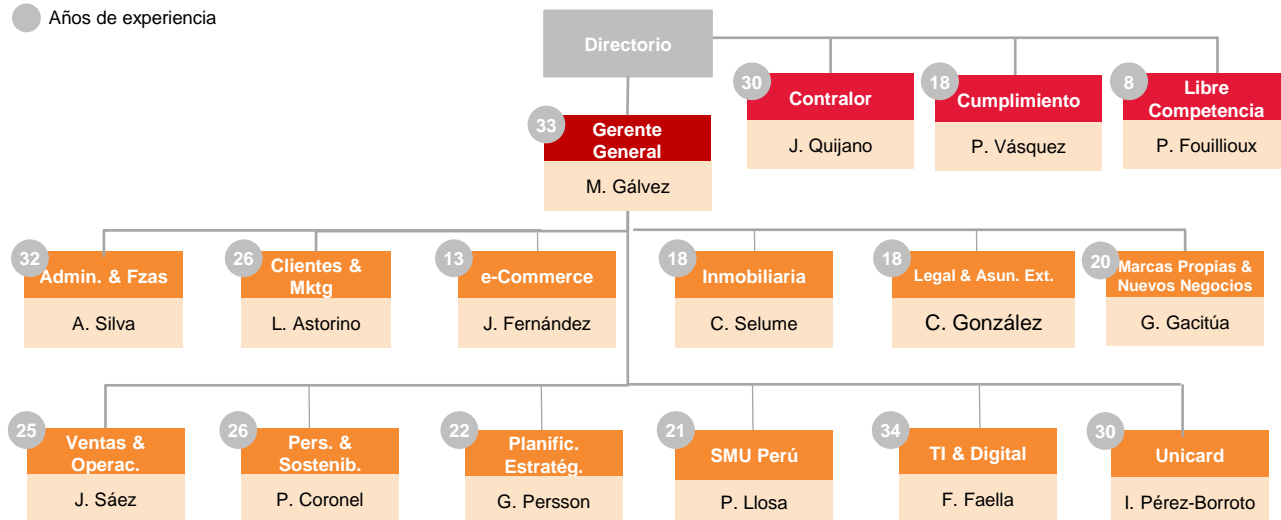 Años de experiencia
Directorio
30
Contralor
J. Quijano
18
Cumplimiento
P. Vásquez
8
Libre
Competencia
P. Fouillioux
33
Gerente
General
M. Gálvez
32
Admin. & Fzas
A. Silva
26
Clientes &
Mktg
L. Astorino
13
e-Commerce
J. Fernández
18
Inmobiliaria
C. Selume
18
Legal & Asun. Ext.
C. González
20
Marcas Propias &
Nuevos Negocios
G. Gacitúa
25
Ventas &
Operac.
J. Sáez
26
Pers. &
Sostenib.
P. Coronel
22
Planific.
Estratég.
G. Persson
21
SMU Perú
P. Llosa
34
TI & Digital
F. Faella
30
Unicard
I. Pérez-Borroto